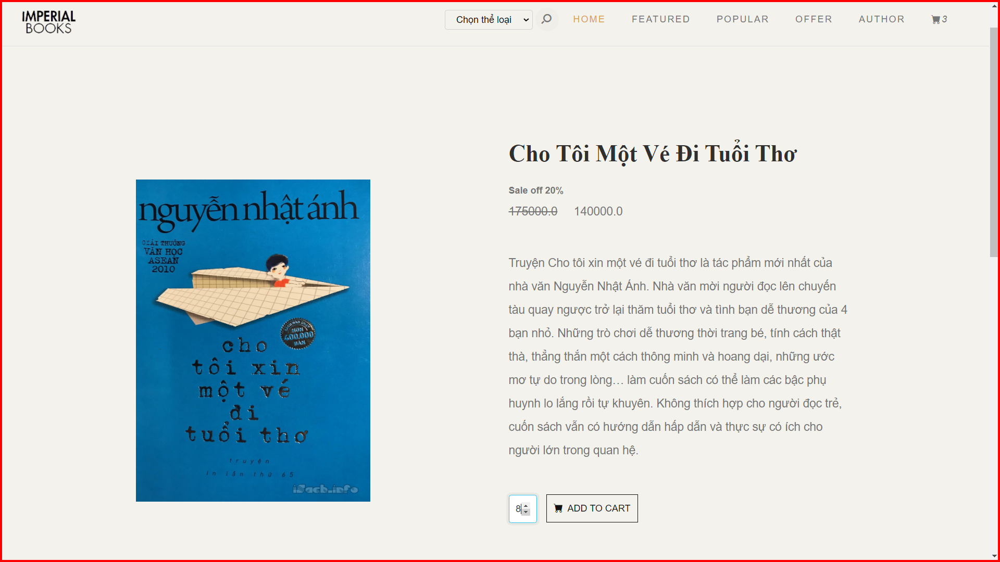 IMPERIAL
BOOKS
Chọn thể loại
HOME
FEATURED
POPULAR
OFFER
AUTHOR
3
Cho Tôi Một Vé Đi Tuổi Thơ
Sale off 20%
175000.0 140000.0
Truyện Cho tôi xin một vé đi tuổi thơ là tác phẩm mới nhất của
nhà văn Nguyễn Nhật Ánh. Nhà văn mời người đọc lên chuyến
tàu quay ngược trở lại thăm tuổi thơ và tình bạn dễ thương của 4
bạn nhỏ. Những trò chơi dễ thương thời trang bé, tính cách thật
thà, thẳng thắn một cách thông minh và hoang dại, những ước
mơ tự do trong lòng… làm cuốn sách có thể làm các bậc phụ
huynh lo lắng rồi tự khuyên. Không thích hợp cho người đọc trẻ,
cuốn sách vẫn có hướng dẫn hấp dẫn và thực sự có ích cho
người lớn trong quan hệ.
8
ADD TO CART
nguyễn nhật ánh
GIẢI THƯỞNG
VĂN HỌC
ASEAN
2010
HƠN
400.000
BẢN
cho
tôi xin
một vé
đi
tuổi thơ
truyện
in lần thứ 65
iSach.info